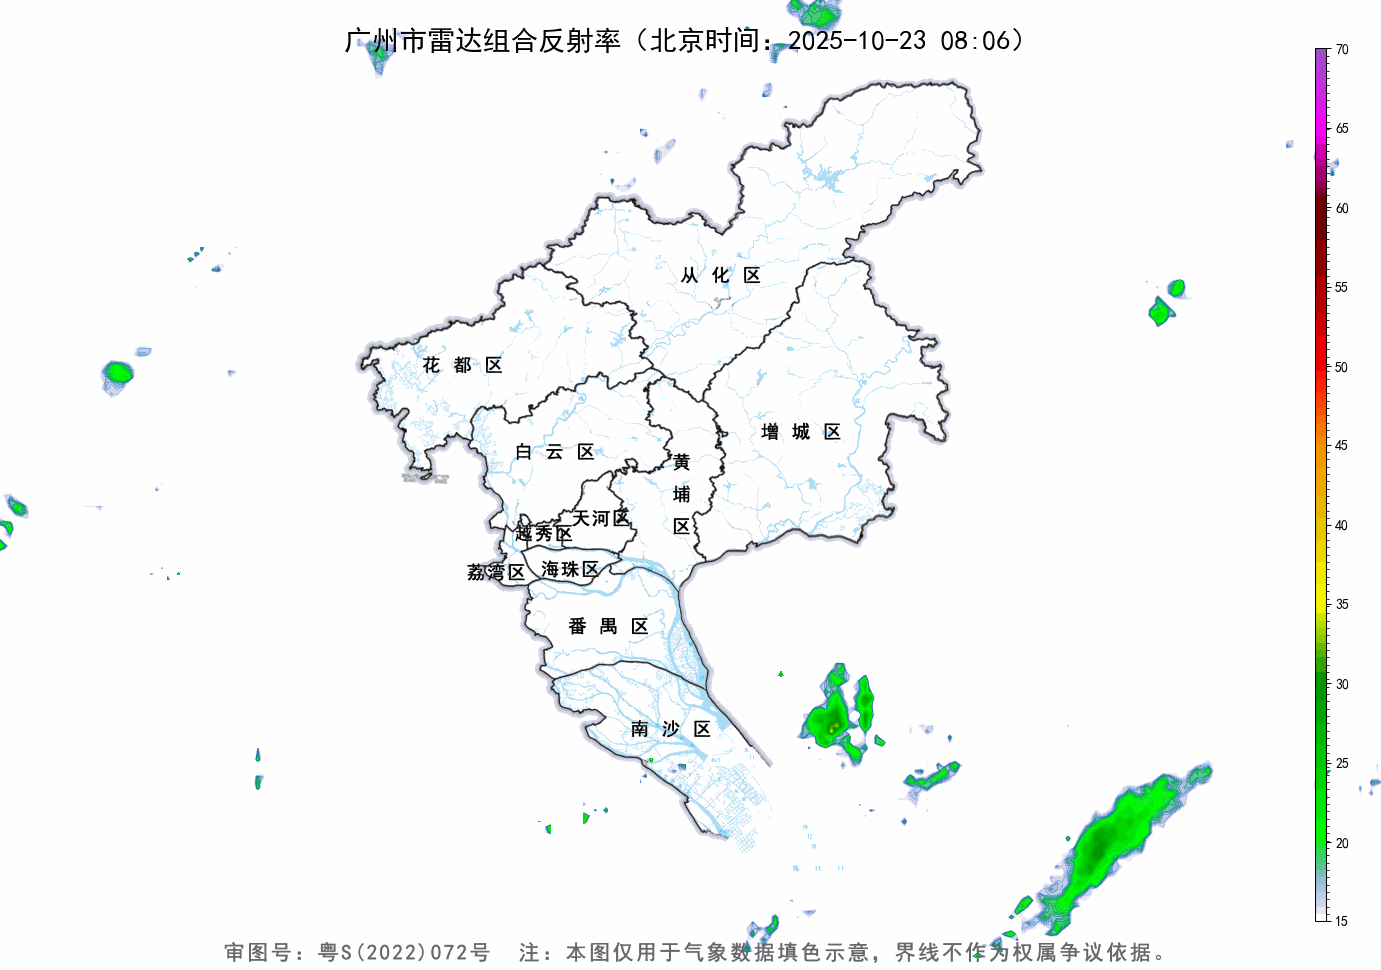 广州市雷达组合反射率（北京时间：2025-10-23 08:06）
70
65
60
55
50
45
40
35
30
25
20
15
从化区
花都区
增城区
白云区
黄埔区
天河区
越秀区
荔湾区
海珠区
番禺区
南沙区
审图号：粤S(2022)072号 注：本图仅用于气象数据填色示意，界线不作为权属争议依据。